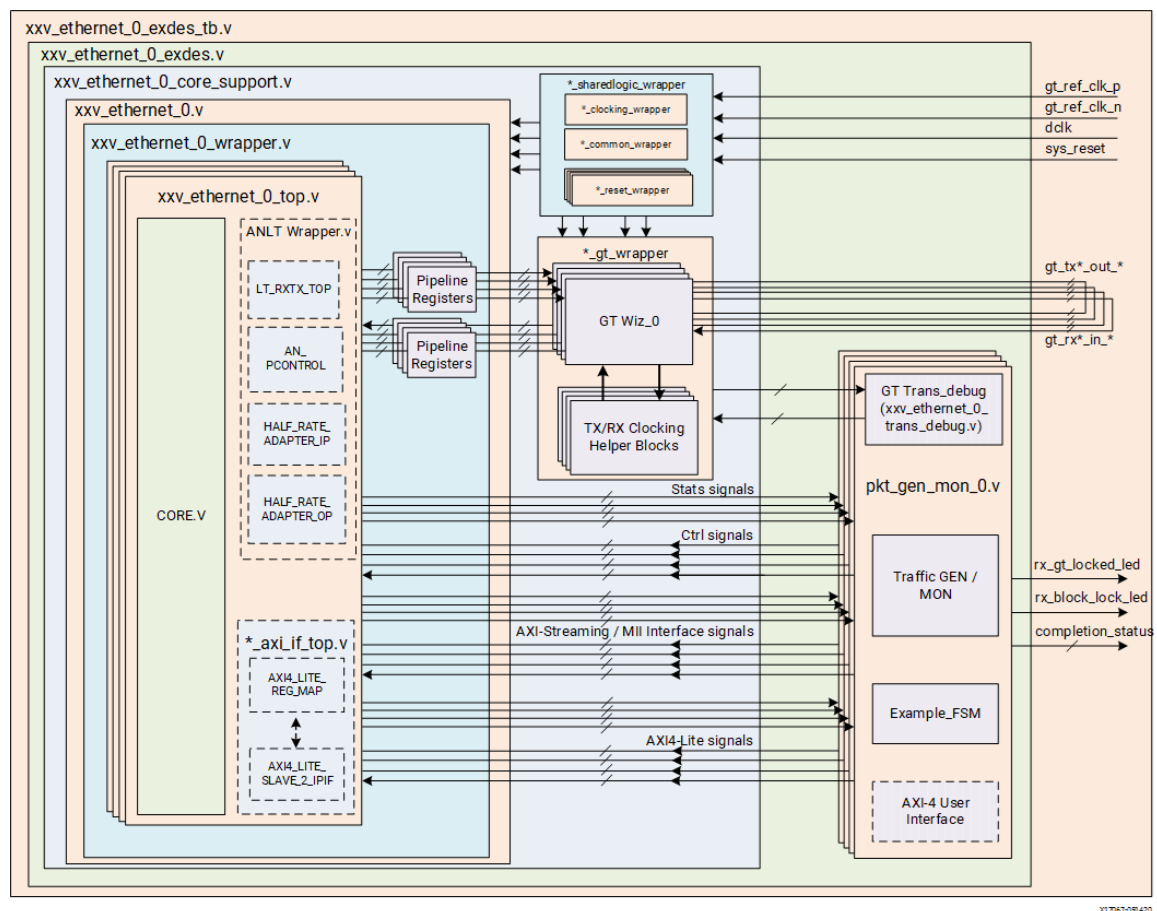 xxv_ethernet_0_exdes_tb.v
xxv_ethernet_0_exdes.v
xxv_ethernet_0_core_support.v
xxv_ethernet_0.v
xxv_ethernet_0_wrapper.v
xxv_ethernet_0_top.v
CORE.V
ANLT Wrapper.v
LT_RXTX_TOP
AN_
PCONTROL
HALF_RATE_
ADAPTER_IP
HALF_RATE_
ADAPTER_OP
*_axi_if_top.v
AXI4_LITE_
REG_MAP
AXI4_LITE_
SLAVE_2_IPIF
Pipeline
Registers
Pipeline
Registers
*_sharedlogic_wrapper
*_clocking_wrapper
*_common_wrapper
*_reset_wrapper
*_gt_wrapper
GT Wiz_0
TX/RX Clocking
Helper Blocks
Stats signals
Ctrl signals
AXI-Streaming / MII Interface signals
AXI4-Lite signals
GT Trans_debug
(xxv_ethernet_0_
trans_debug.v)
pkt_gen_mon_0.v
Traffic GEN /
MON
Example_FSM
AXI-4 User
Interface
gt_ref_clk_p
gt_ref_clk_n
dclk
sys_reset
gt_tx*_out_*
gt_rx*_in_*
rx_gt_locked_led
rx_block_lock_led
completion_status
X17067-051420